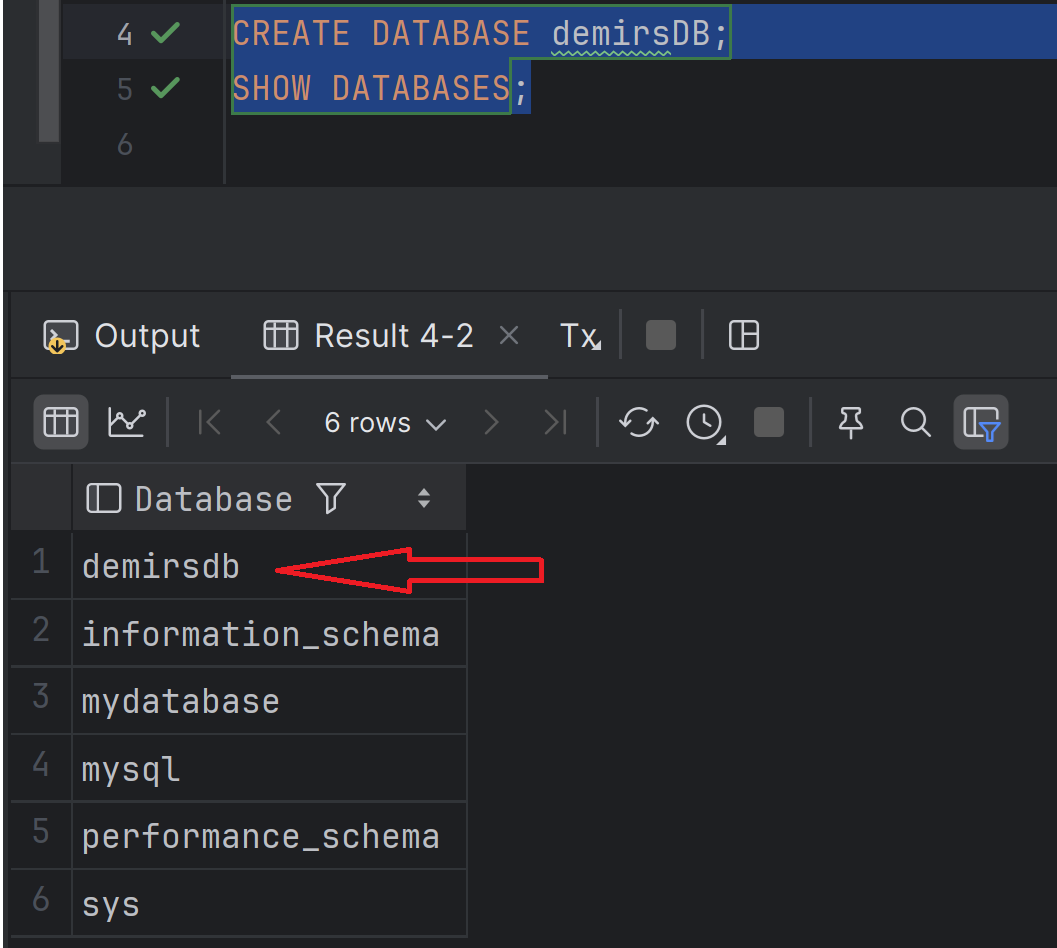 4 CREATE DATABASE demirsDB;
5 SHOW DATABASES;
6
Output Result 4-2 Tx
6 rows
Database
1 demirsdb
2 information_schema
3 mydatabase
4 mysql
5 performance_schema
6 sys